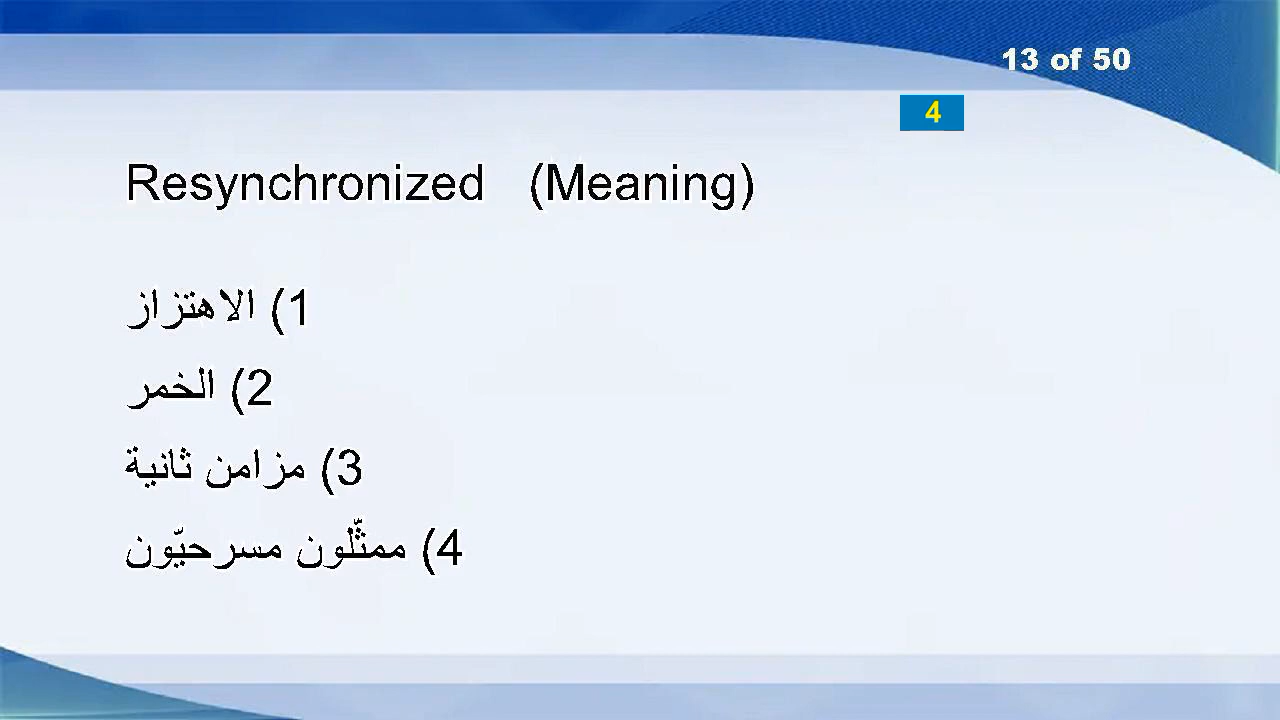 13 of 50
4
Resynchronized (Meaning)
1) الاهتزاز
2) الخمر
3) مزامن ثانية
4) ممثّلون مسرحيّون